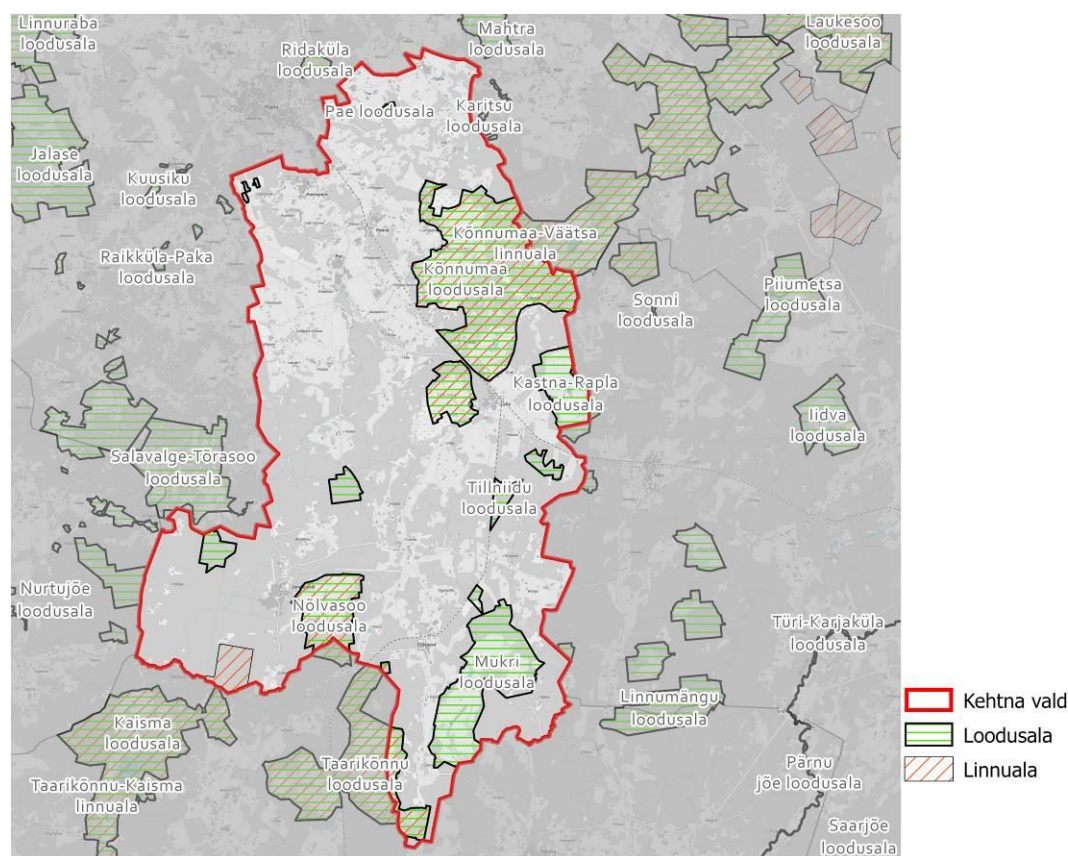 Linnuraba
loodusala
Ridaküla
loodusala
Mahtra
loodusala
Laukesoo
loodusala
Pae loodusala
Karitsu
loodusala
Jalase
loodusala
Kuusiku
loodusala
Kõnnumaa-Väätsa
linnuala
Raikküla-Paka
loodusala
Kõnnumaa
loodusala
Sonni
loodusala
Piiumetsa
loodusala
Kastna-Rapla
loodusala
Iidva
loodusala
Salavalge-Tõrasoo
loodusala
Tillniidu
loodusala
Nurtujõe
loodusala
Nõlvasoo
loodusala
Türi-Karjaküla
loodusala
Mukri
loodusala
Linnumängu
loodusala
Kaisma
loodusala
Taarikõnnu-Kaisma
linnuala
Taarikõnnu
loodusala
Pärnu
jõe loodusala
Saarjõe
loodusala
Kehtna vald
Loodusala
Linnuala